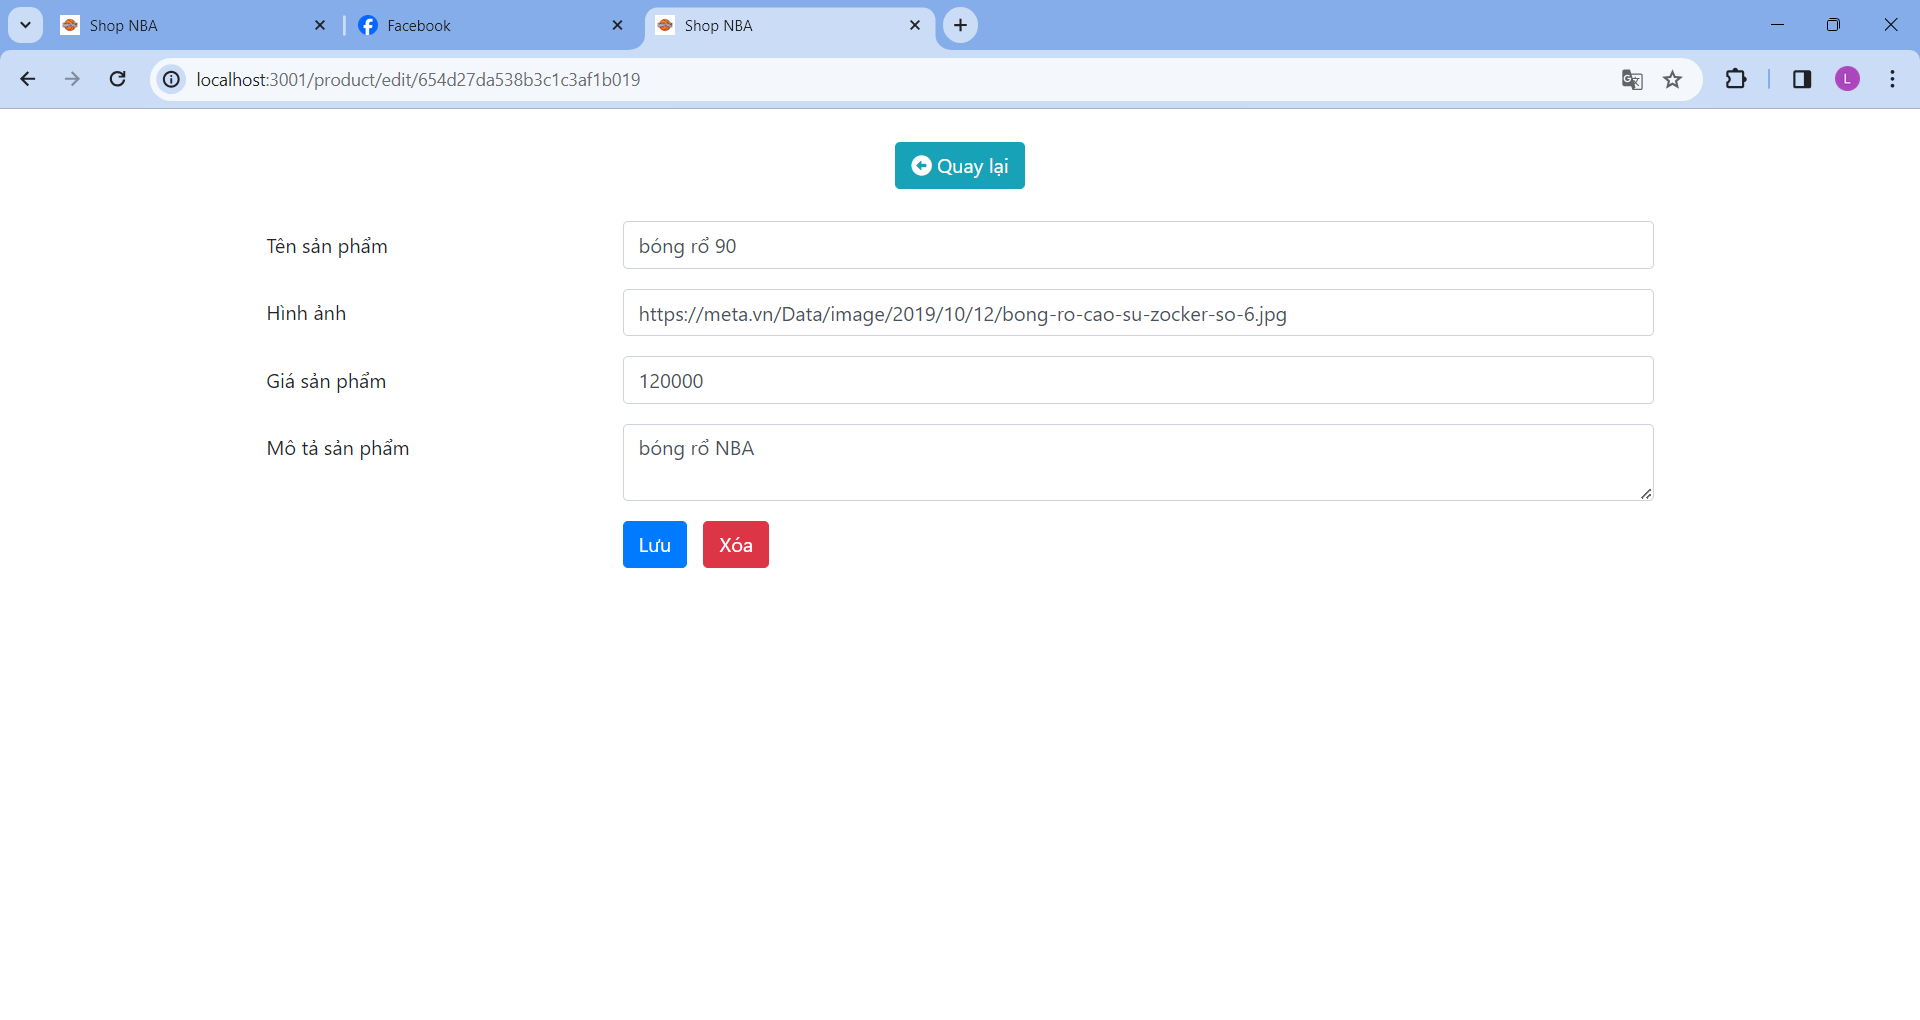 Shop NBA
Facebook
Shop NBA
localhost:3001/product/edit/654d27da538b3c1c3af1b019
L
Quay lại
Tên sản phẩm
bóng rổ 90
Hình ảnh
https://meta.vn/Data/image/2019/10/12/bong-ro-cao-su-zocker-so-6.jpg
Giá sản phẩm
120000
Mô tả sản phẩm
bóng rổ NBA
Lưu
Xóa